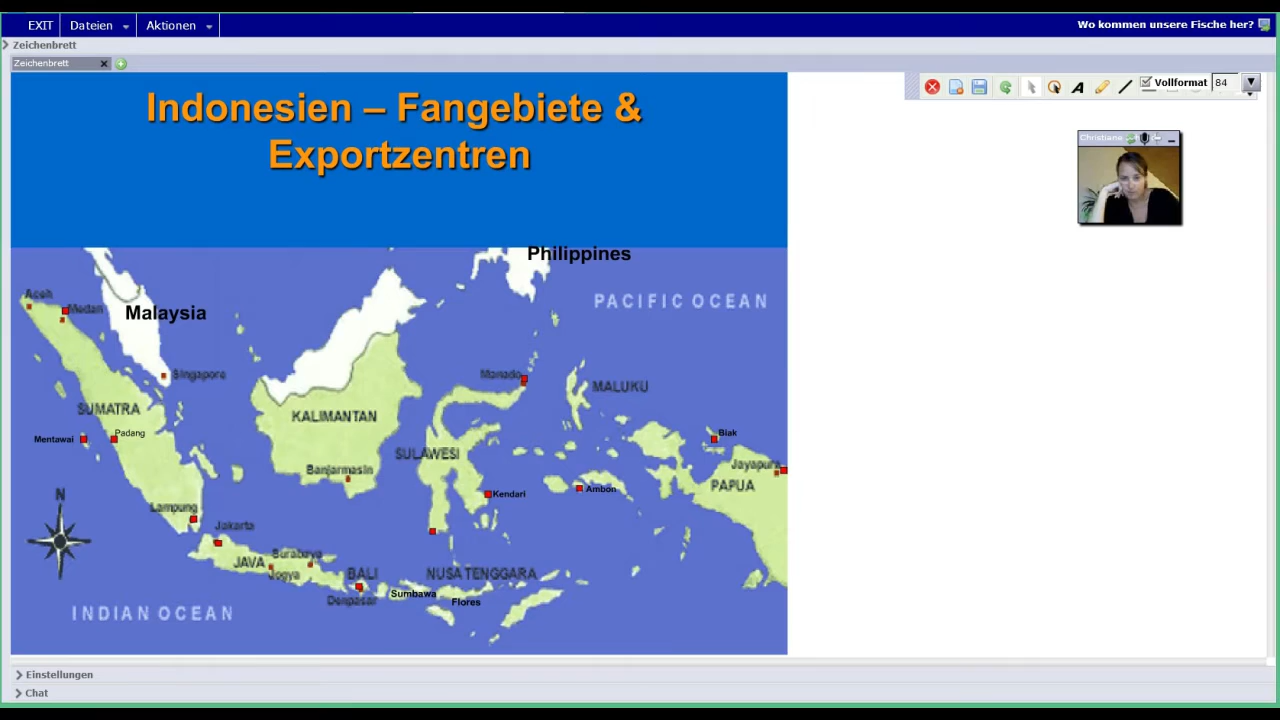 EXIT
Dateien
Aktionen
Wo kommen unsere Fische her?
Zeichenbrett
Zeichenbrett
Vollformat
84
Indonesien – Fangebiete &
Exportzentren
Christiane
Philippines
PACIFIC OCEAN
Aceh
Medan
Malaysia
Singapore
Manado
MALUKU
SUMATRA
KALIMANTAN
Mentawai
Padang
Biak
SULAWESI
Jayapura
Banjarmasin
PAPUA
Kendari
Ambon
N
Lampung
Jakarta
Surabaya
JAVA
Jogya
BALI
NUSA TENGGARA
Denpasar
Sumbawa
Flores
INDIAN OCEAN
Einstellungen
Chat